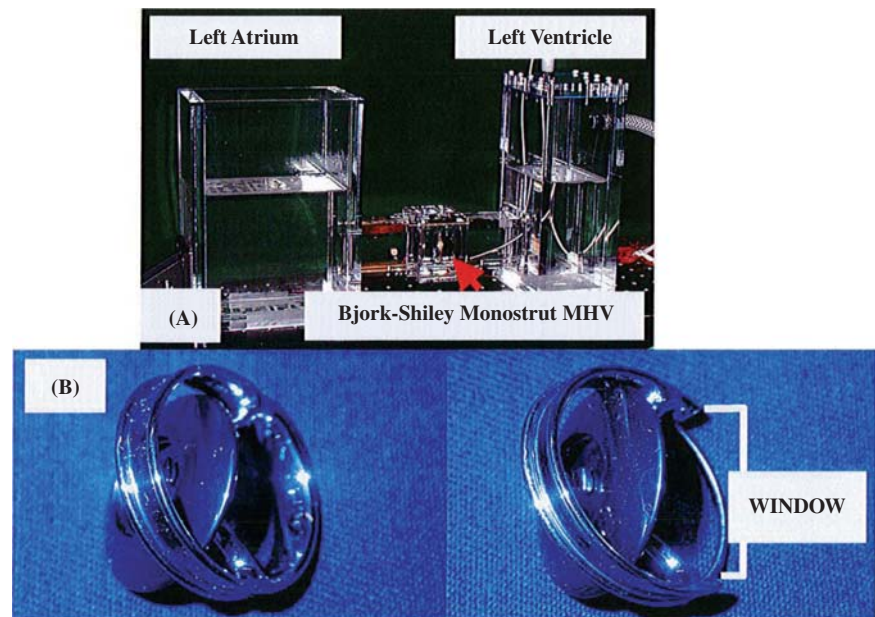 Left Atrium
Left Ventricle
Bjork-Shiley Monostrut MHV
(A)
(B)
WINDOW